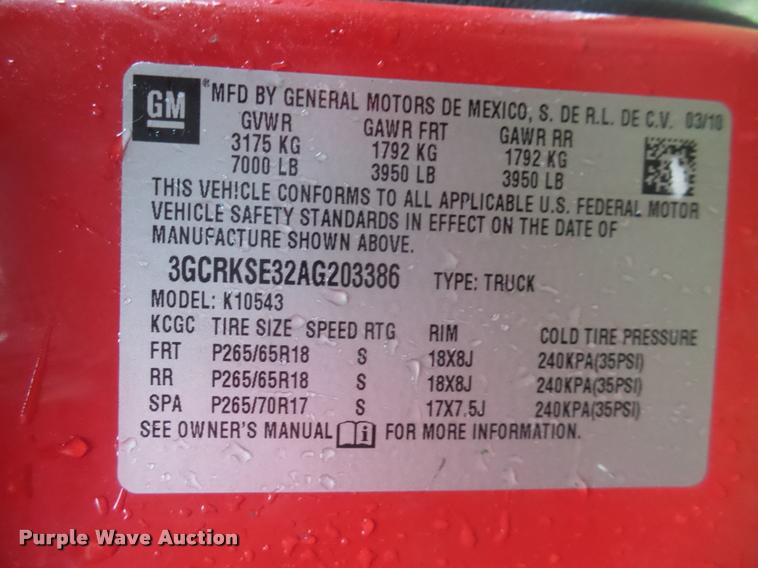 GM
MFD BY GENERAL MOTORS DE MEXICO, S. DE R.L. DE C.V. 03/10
GVWR GAWR FRT GAWR RR
3175 KG 1792 KG 1792 KG
7000 LB 3950 LB 3950 LB
THIS VEHICLE CONFORMS TO ALL APPLICABLE U.S. FEDERAL MOTOR
VEHICLE SAFETY STANDARDS IN EFFECT ON THE DATE OF
MANUFACTURE SHOWN ABOVE.
3GCRKSE32AG203386 TYPE: TRUCK
MODEL: K10543
KCGC TIRE SIZE SPEED RTG RIM COLD TIRE PRESSURE
FRT P265/65R18 S 18X8J 240KPA(35PSI)
RR P265/65R18 S 18X8J 240KPA(35PSI)
SPA P265/70R17 S 17X7.5J 240KPA(35PSI)
SEE OWNER'S MANUAL i FOR MORE INFORMATION.
Purple Wave Auction